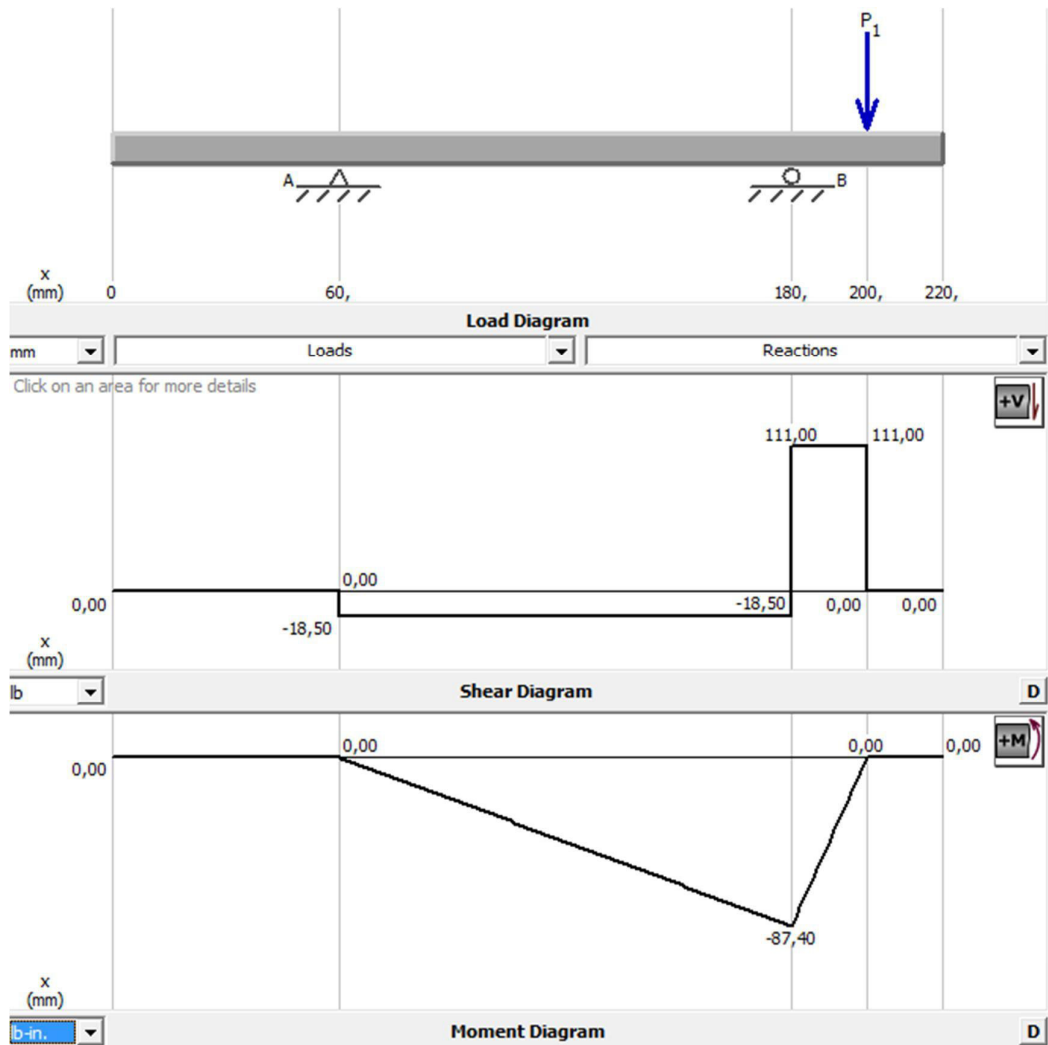 P1
A
B
x
(mm) 0 60, 180, 200, 220,
Load Diagram
mm Loads Reactions
Click on an area for more details
+V
111,00 111,00
0,00
0,00 -18,50 0,00 0,00
-18,50
x
(mm)
lb Shear Diagram D
+M
0,00 0,00 0,00
0,00
-87,40
x
(mm)
b-in. Moment Diagram D